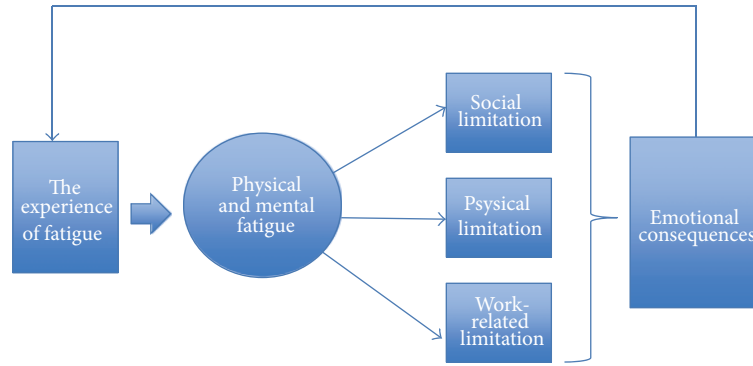 The
experience
of fatigue
Physical
and mental
fatigue
Social
limitation
Psysical
limitation
Work-
related
limitation
Emotional
consequences